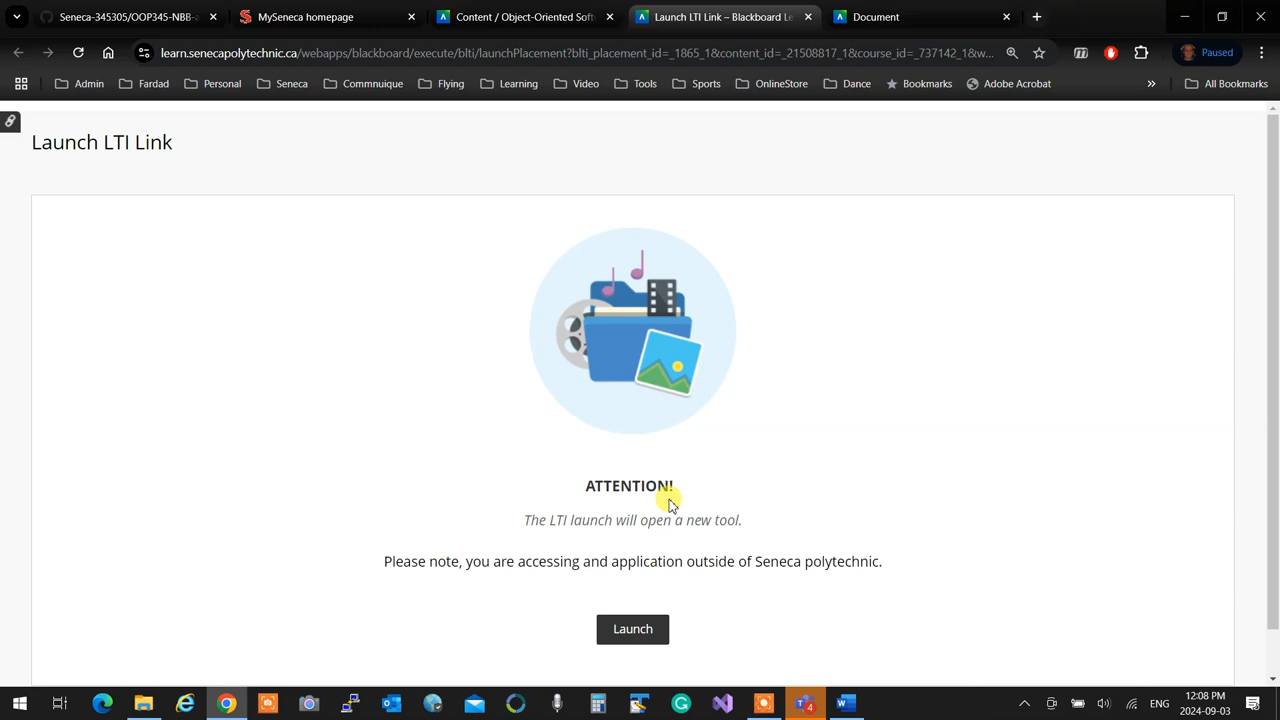 Seneca-345305/OOP345-NBB-a
MySeneca homepage
Content / Object-Oriented Soft
Launch LTI Link – Blackboard Le
Document
learn.senecapolytechnic.ca/webapps/blackboard/execute/blti/launchPlacement?blti_placement_id=_1865_1&content_id=_21508817_1&course_id=_737142_1&w...
Paused
Admin
Fardad
Personal
Seneca
Commnuique
Flying
Learning
Video
Tools
Sports
OnlineStore
Dance
Bookmarks
Adobe Acrobat
»
All Bookmarks
Launch LTI Link
ATTENTION!
The LTI launch will open a new tool.
Please note, you are accessing and application outside of Seneca polytechnic.
Launch
ENG
12:08 PM
2024-09-03